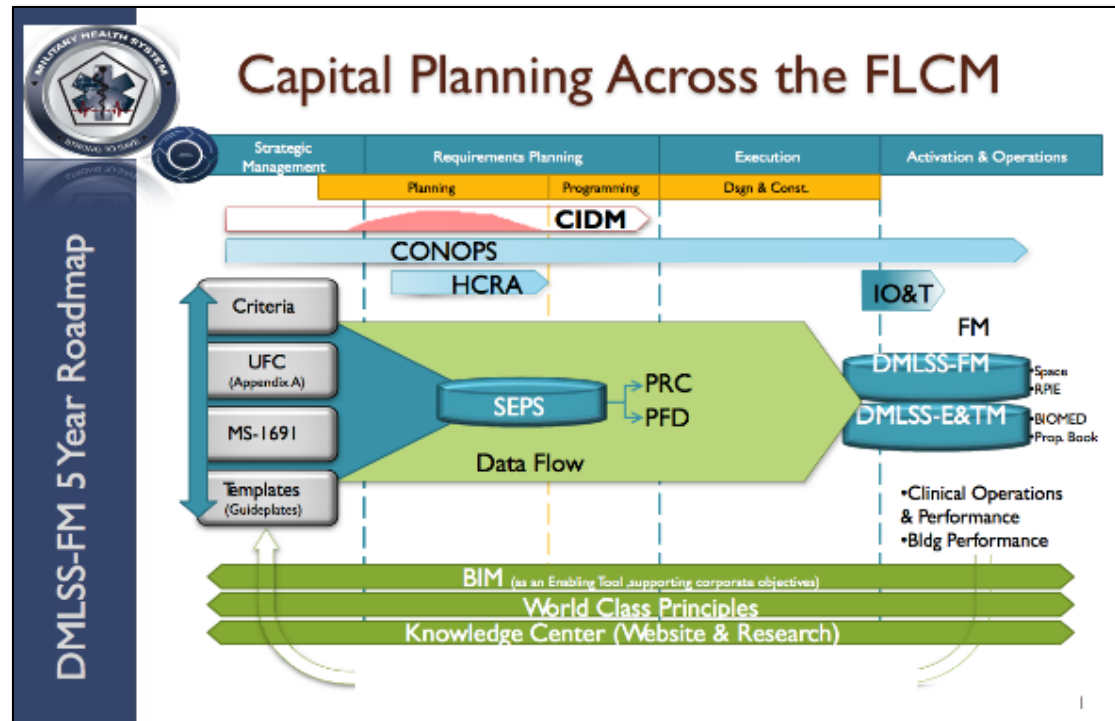 MILITARY HEALTH SYSTEM
STRONG TO SAVE
DMLSS-FM 5 Year Roadmap
Capital Planning Across the FLCM
Strategic
Management
Requirements Planning
Execution
Activation & Operations
Planning
Programming
Dsgn & Const.
CIDM
CONOPS
HCRA
IO&T
Criteria
UFC
(Appendix A)
MS-1691
Templates
(Guideplates)
SEPS
PRC
PFD
Data Flow
FM
DMLSS-FM
•Space
•RPIE
DMLSS-E&TM
•BIOMED
•Prop. Book
•Clinical Operations
& Performance
•Bldg Performance
BIM (as an Enabling Tool ,supporting corporate objectives)
World Class Principles
Knowledge Center (Website & Research)
1